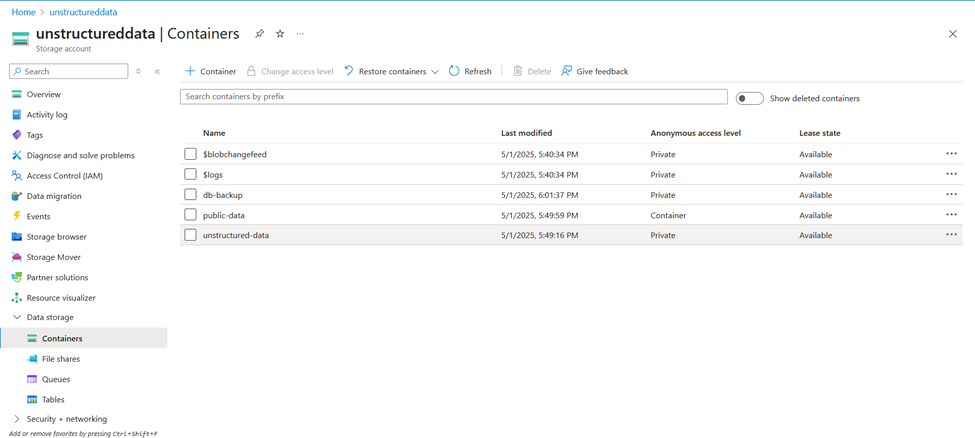 Home > unstructureddata
unstructureddata | Containers
Storage account
Search
Container Change access level Restore containers Refresh Delete Give feedback
Search containers by prefix
Show deleted containers
Overview
Activity log
Tags
Diagnose and solve problems
Access Control (IAM)
Data migration
Events
Storage browser
Storage Mover
Partner solutions
Resource visualizer
Data storage
Containers
File shares
Queues
Tables
Security + networking
Add or remove favorites by pressing Ctrl+Shift+F
Name Last modified Anonymous access level Lease state
$blobchangefeed 5/1/2025, 5:40:34 PM Private Available
$logs 5/1/2025, 5:40:34 PM Private Available
db-backup 5/1/2025, 6:01:37 PM Private Available
public-data 5/1/2025, 5:49:59 PM Container Available
unstructured-data 5/1/2025, 5:49:16 PM Private Available